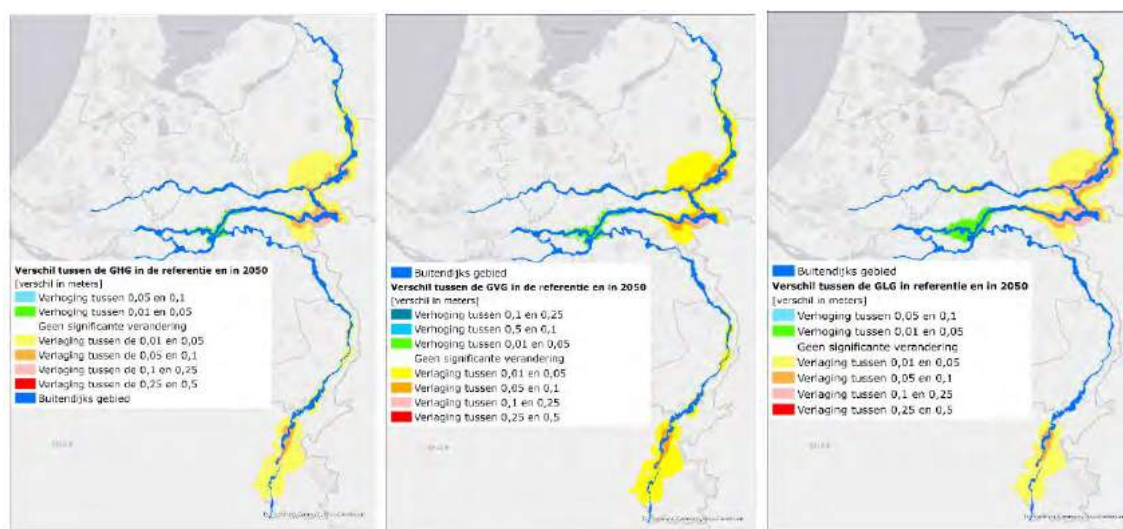 Verschil tussen de GHG in de referentie en in 2050
[verschil in meters]
Verhoging tussen 0,05 en 0,1
Verhoging tussen 0,01 en 0,05
Geen significante verandering
Verlaging tussen de 0,01 en 0,05
Verlaging tussen de 0,05 en 0,1
Verlaging tussen de 0,1 en 0,25
Verlaging tussen de 0,25 en 0,5
Buitendijks gebied
Buitendijks gebied
Verschil tussen de GVG in de referentie en in 2050
[verschil in meters]
Verhoging tussen 0,1 en 0,25
Verhoging tussen 0,5 en 0,1
Verhoging tussen 0,01 en 0,05
Geen significante verandering
Verlaging tussen 0,01 en 0,05
Verlaging tussen 0,05 en 0,1
Verlaging tussen 0,1 en 0,25
Verlaging tussen 0,25 en 0,5
Buitendijks gebied
Verschil tussen de GLG in referentie en in 2050
[verschil in meters]
Verhoging tussen 0,05 en 0,1
Verhoging tussen 0,01 en 0,05
Geen significante verandering
Verlaging tussen 0,01 en 0,05
Verlaging tussen 0,05 en 0,1
Verlaging tussen 0,1 en 0,25
Verlaging tussen 0,25 en 0,5